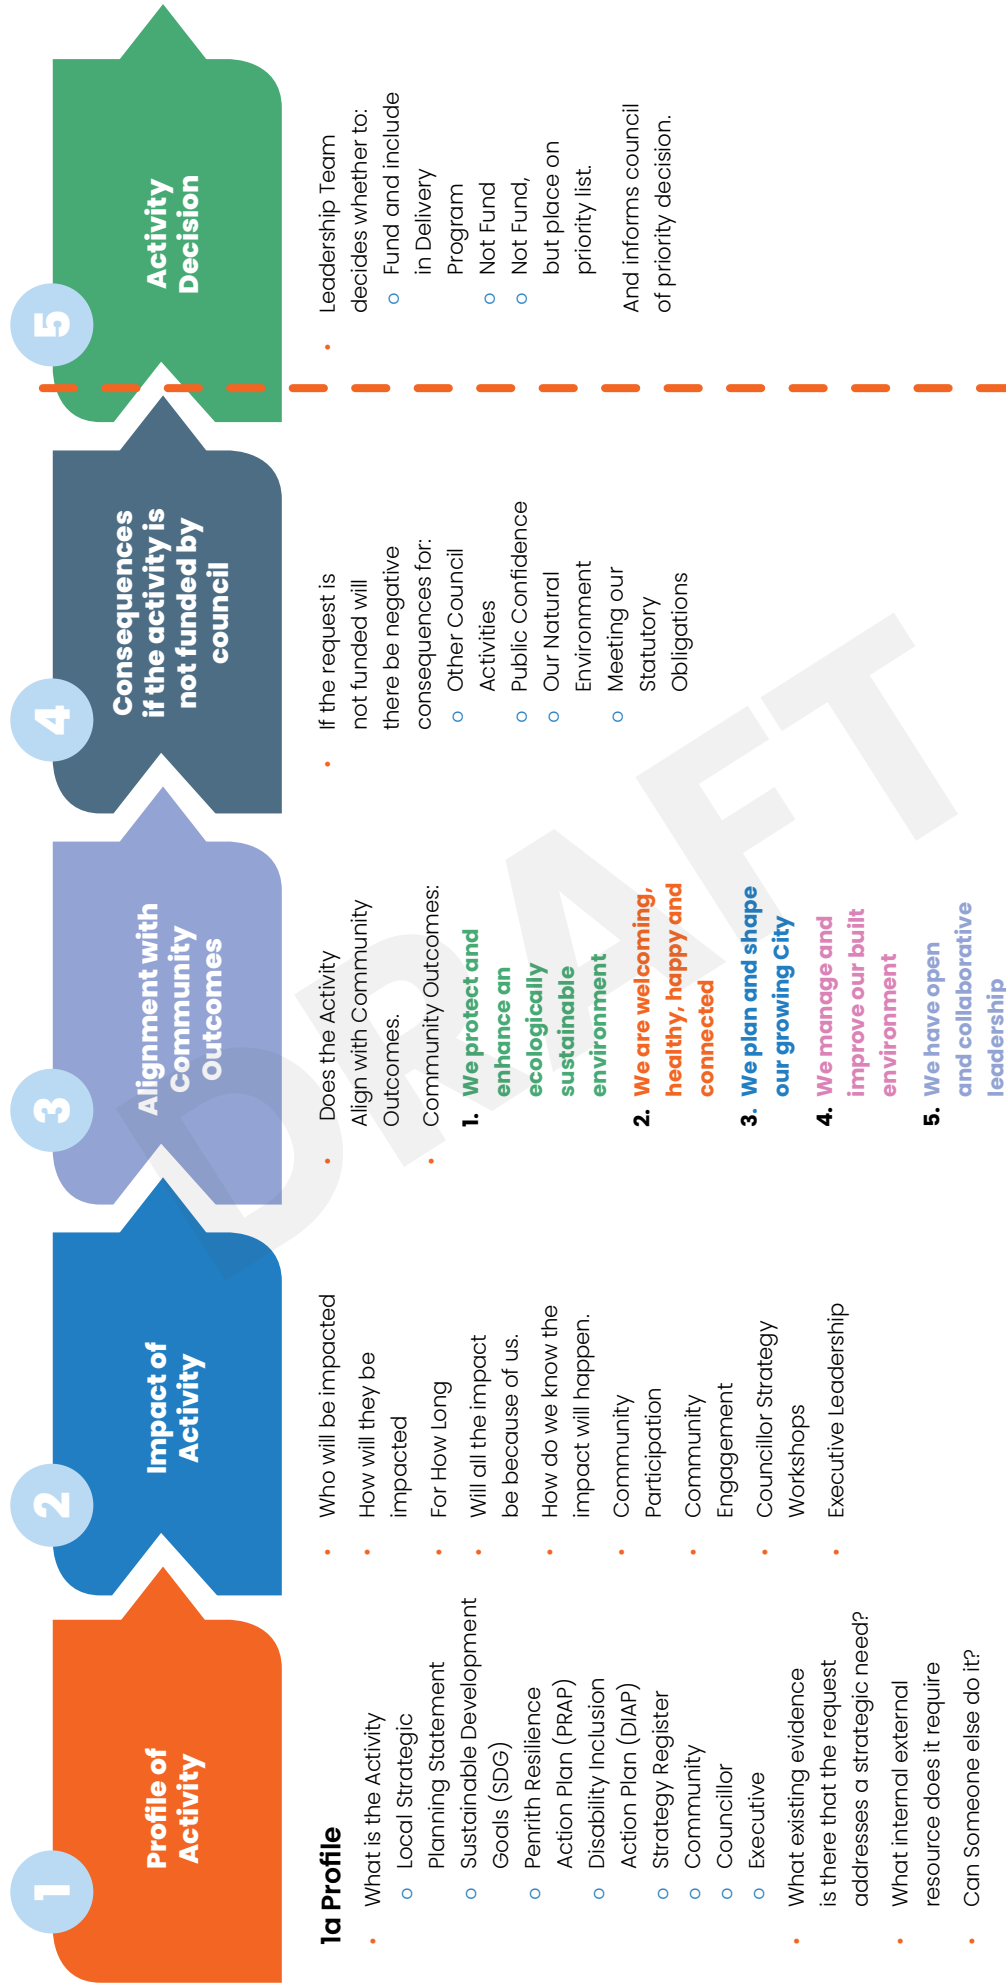 1
Profile of
Activity
1a Profile
• What is the Activity
o Local Strategic
Planning Statement
o Sustainable Development
Goals (SDG)
o Penrith Resilience
Action Plan (PRAP)
o Disability Inclusion
Action Plan (DIAP)
o Strategy Register
o Community
o Councillor
o Executive
• What existing evidence
is there that the request
addresses a strategic need?
• What internal external
resource does it require
• Can Someone else do it?
2
Impact of
Activity
• Who will be impacted
• How will they be
impacted
• For How Long
• Will all the impact
be because of us.
• How do we know the
impact will happen.
• Community
Participation
• Community
Engagement
• Councillor Strategy
Workshops
• Executive Leadership
3
Alignment with
Community
Outcomes
• Does the Activity
Align with Community
Outcomes.
• Community Outcomes:
1. We protect and
enhance an
ecologically
sustainable
environment
2. We are welcoming,
healthy, happy and
connected
3. We plan and shape
our growing City
4. We manage and
improve our built
environment
5. We have open
and collaborative
leadership
4
Consequences
if the activity is
not funded by
council
• If the request is
not funded will
there be negative
consequences for:
o Other Council
Activities
o Public Confidence
o Our Natural
Environment
o Meeting our
Statutory
Obligations
5
Activity
Decision
• Leadership Team
decides whether to:
o Fund and include
in Delivery
Program
o Not Fund
o Not Fund,
but place on
priority list.
And informs council
of priority decision.
DRAFT